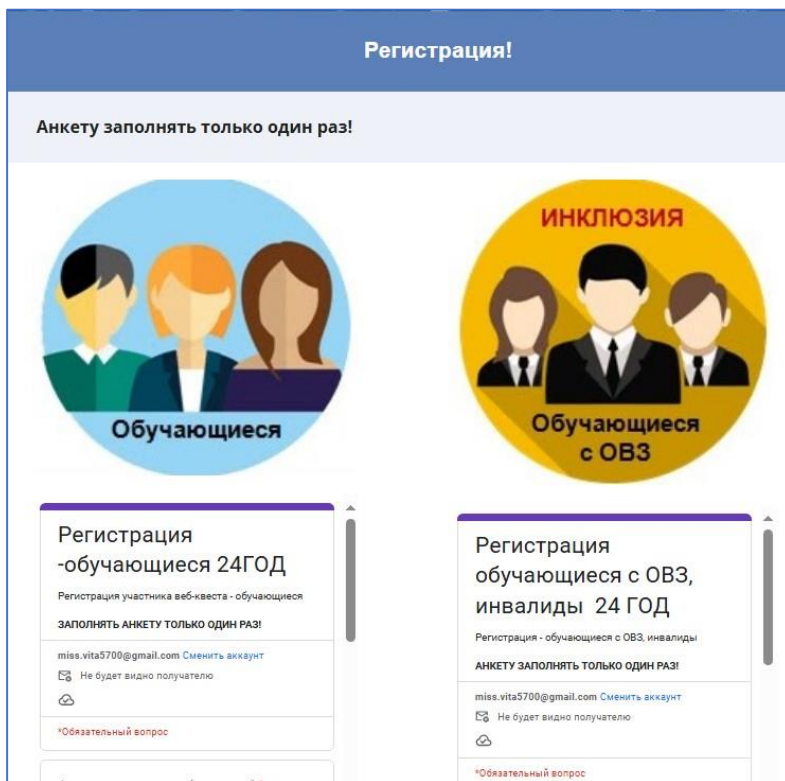 Регистрация!
Анкету заполнять только один раз!
Обучающиеся
ИНКЛЮЗИЯ
Обучающиеся
с ОВЗ
Регистрация
-обучающиеся 24ГОД
Регистрация участника веб-квеста - обучающиеся
ЗАПОЛНЯТЬ АНКЕТУ ТОЛЬКО ОДИН РАЗ!
miss.vita5700@gmail.com Сменить аккаунт
Не будет видно получателю
*Обязательный вопрос
Регистрация
обучающиеся с ОВЗ,
инвалиды 24 ГОД
Регистрация - обучающиеся с ОВЗ, инвалиды
АНКЕТУ ЗАПОЛНЯТЬ ТОЛЬКО ОДИН РАЗ!
miss.vita5700@gmail.com Сменить аккаунт
Не будет видно получателю
*Обязательный вопрос